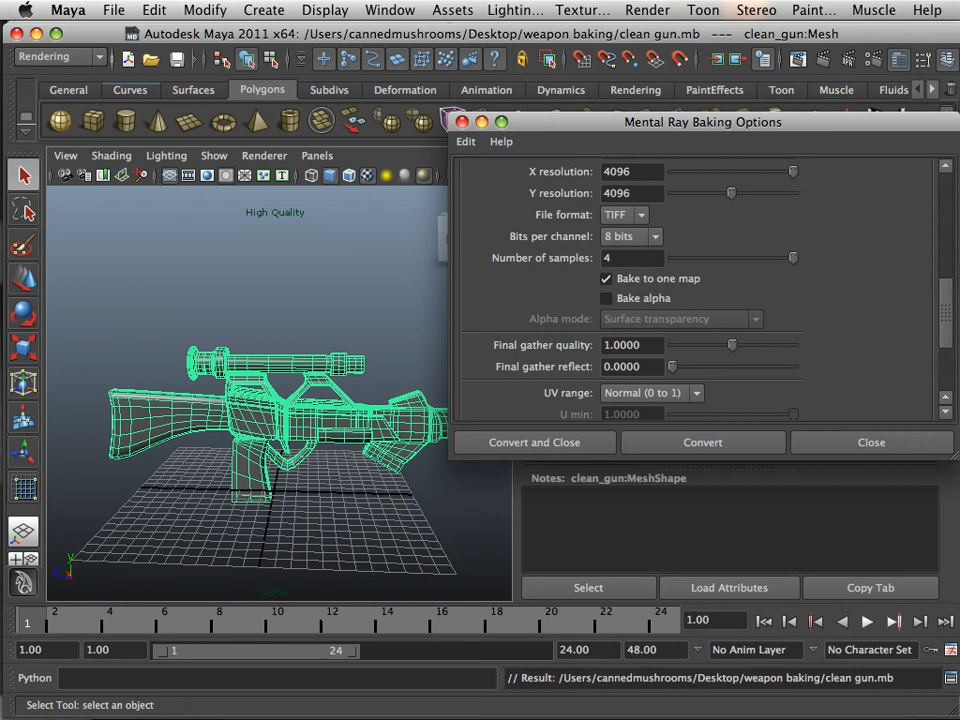 Maya File Edit Modify Create Display Window Assets Lightin... Textur... Render Toon Stereo Paint... Muscle Help
Autodesk Maya 2011 x64: /Users/cannedmushrooms/Desktop/weapon baking/clean gun.mb --- clean_gun:Mesh
Rendering
General Curves Surfaces Polygons Subdivs Deformation Animation Dynamics Rendering PaintEffects Toon Muscle Fluids
Mental Ray Baking Options
Edit Help
View Shading Lighting Show Renderer Panels
High Quality
X resolution: 4096
Y resolution: 4096
File format: TIFF
Bits per channel: 8 bits
Number of samples: 4
Bake to one map
Bake alpha
Alpha mode: Surface transparency
Final gather quality: 1.0000
Final gather reflect: 0.0000
UV range: Normal (0 to 1)
U min: 1.0000
Convert and Close Convert Close
Notes: clean_gun:MeshShape
Select Load Attributes Copy Tab
persp
Y
1 2 4 6 8 10 12 14 16 18 20 22 24 1.00
1.00 1.00 1 24 24.00 48.00 No Anim Layer No Character Set
Python // Result: /Users/cannedmushrooms/Desktop/weapon baking/clean gun.mb
Select Tool: select an object